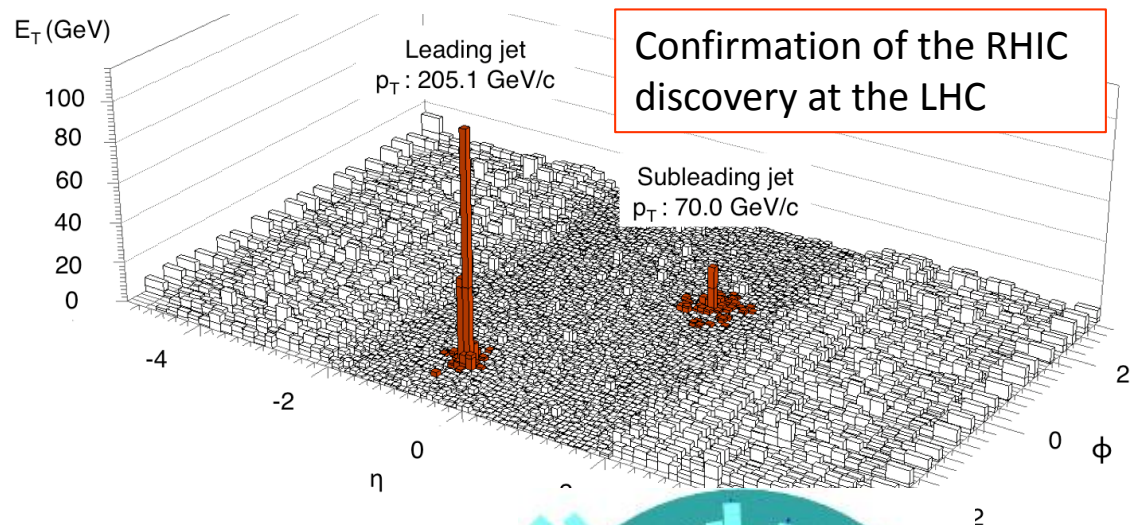 E_T (GeV)
Leading jet
p_T : 205.1 GeV/c
Confirmation of the RHIC
discovery at the LHC
Subleading jet
p_T : 70.0 GeV/c
100
80
60
40
20
0
-4
-2
0
η
2
0
ϕ